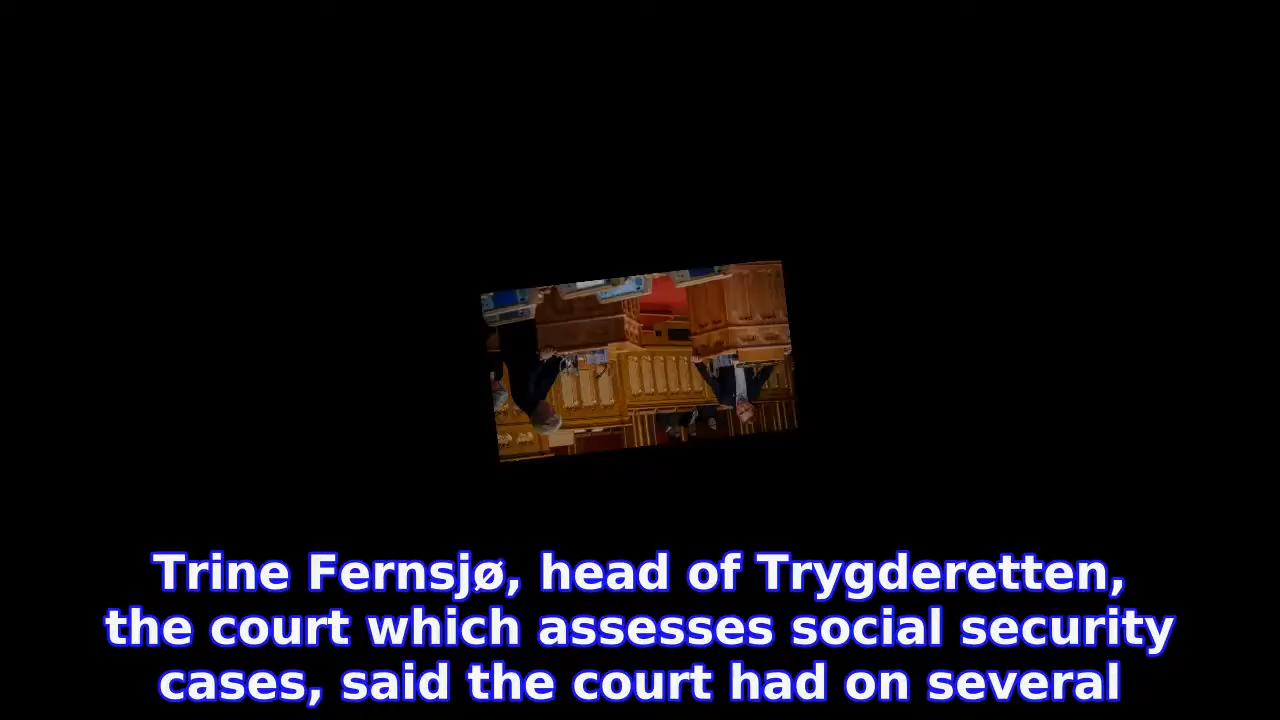 Trine Fernsjø, head of Trygderetten,
the court which assesses social security
cases, said the court had on several